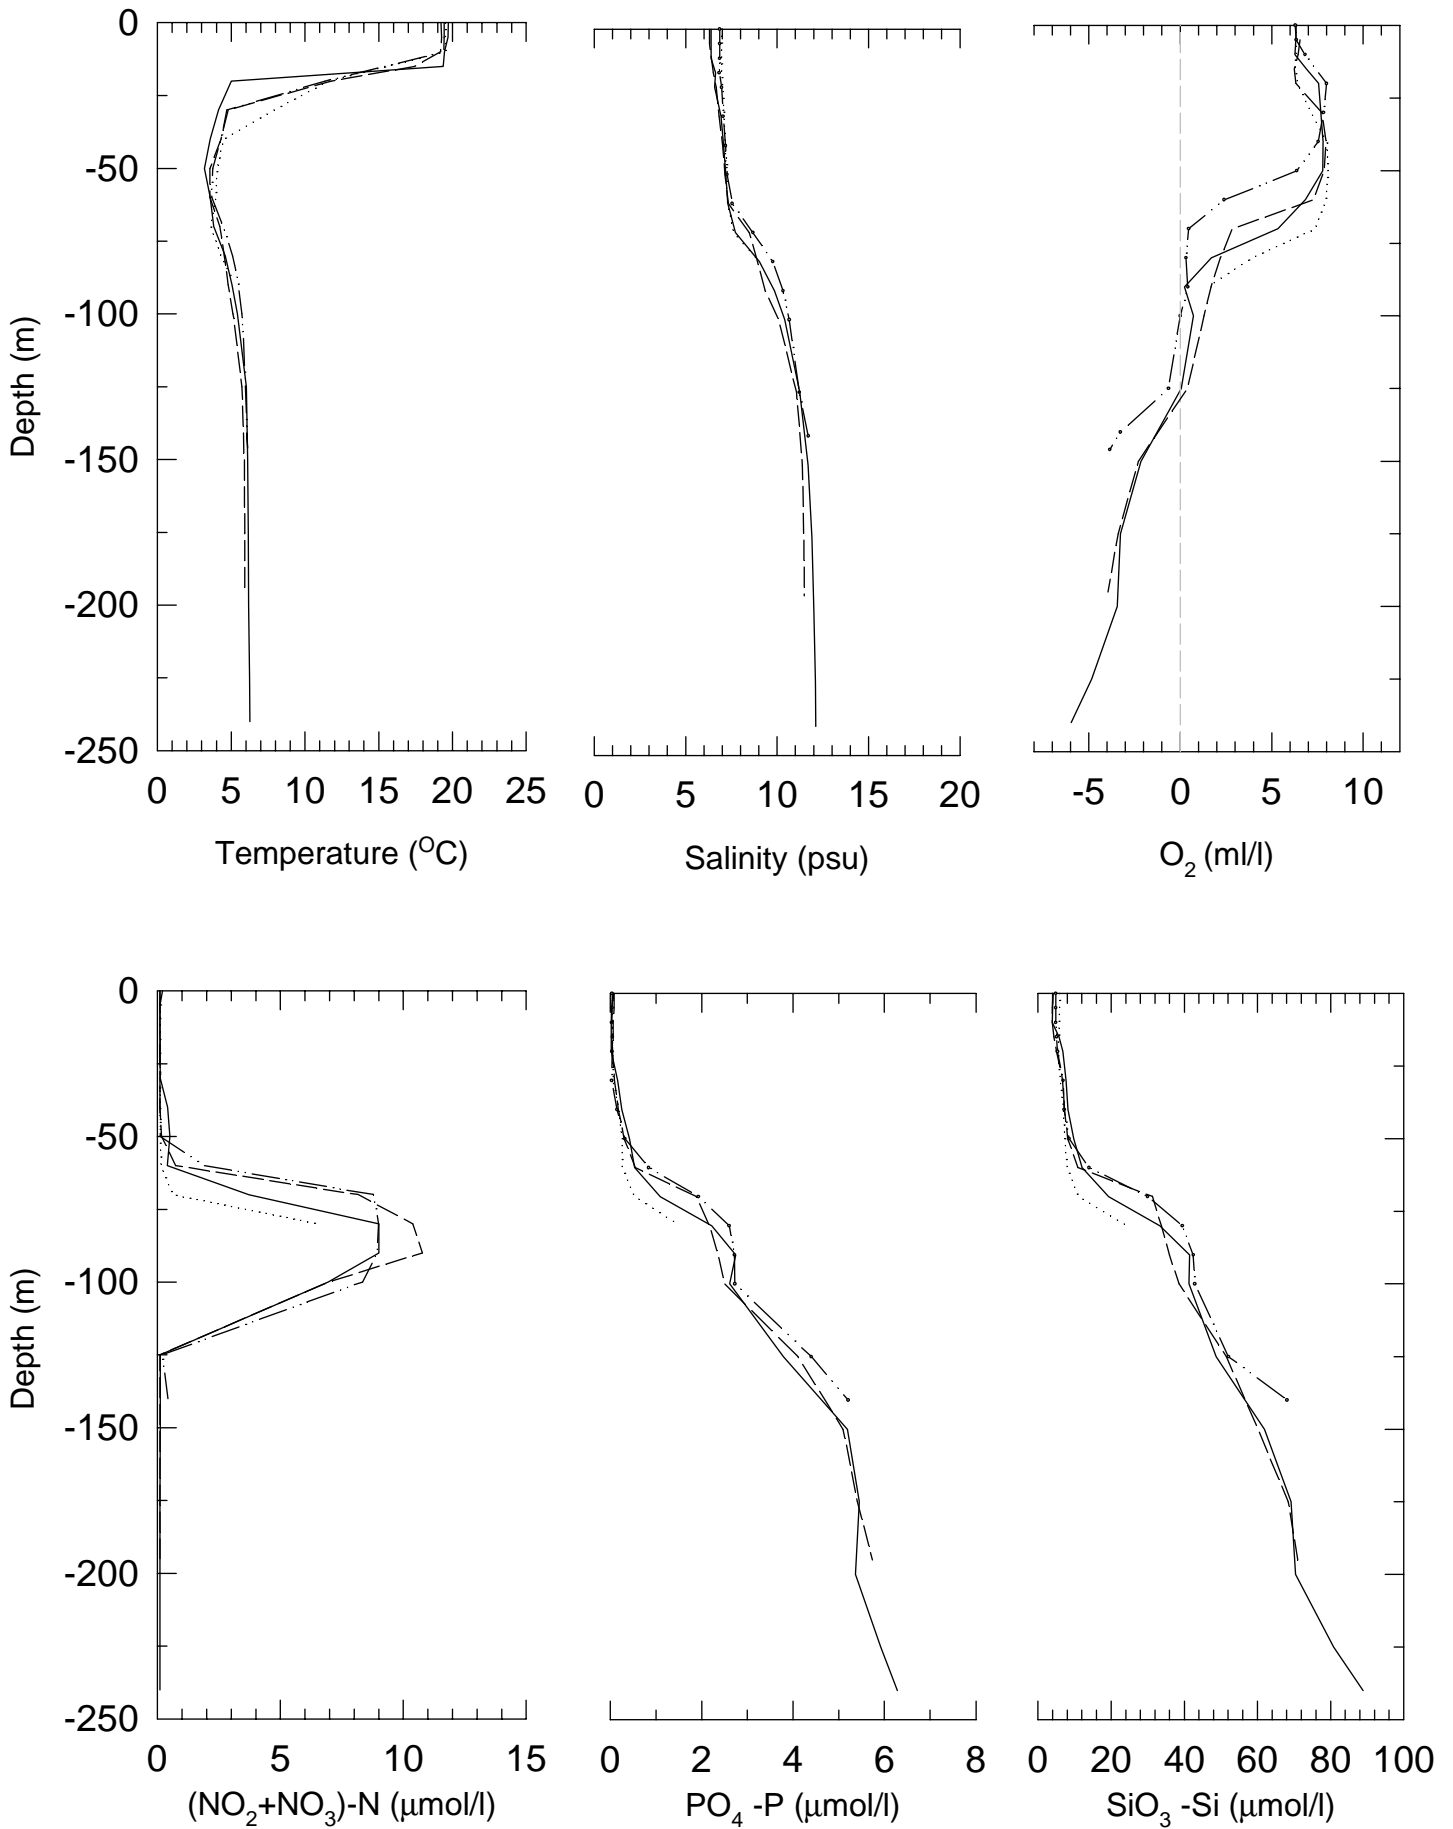 0
-50
-100
-150
-200
-250
Depth (m)
0 5 10 15 20 25
Temperature (°C)
0 5 10 15 20
Salinity (psu)
-5 0 5 10
O₂ (ml/l)
0
-50
-100
-150
-200
-250
Depth (m)
0 5 10 15
(NO₂+NO₃)-N (μmol/l)
0 2 4 6 8
PO₄ -P (μmol/l)
0 20 40 60 80 100
SiO₃ -Si (μmol/l)